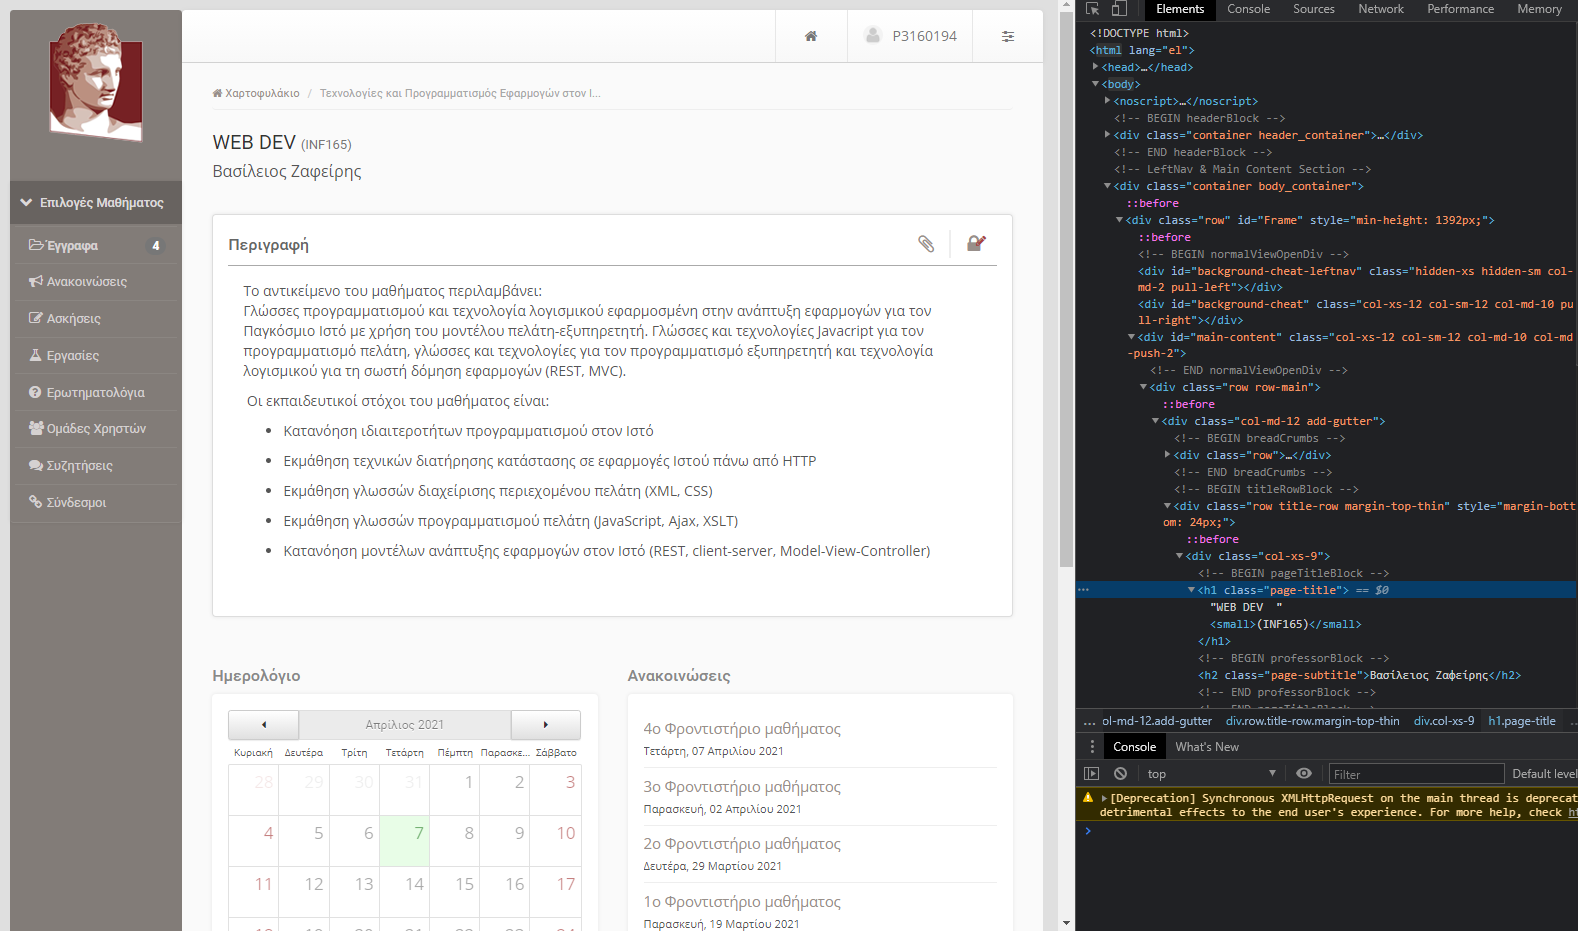 P3160194
Χαρτοφυλάκιο / Τεχνολογίες και Προγραμματισμός Εφαρμογών στον Ι...
WEB DEV (INF165)
Βασίλειος Ζαφείρης
Επιλογές Μαθήματος
Έγγραφα 4
Ανακοινώσεις
Ασκήσεις
Εργασίες
Ερωτηματολόγια
Ομάδες Χρηστών
Συζητήσεις
Σύνδεσμοι
Περιγραφή
Το αντικείμενο του μαθήματος περιλαμβάνει:
Γλώσσες προγραμματισμού και τεχνολογία λογισμικού εφαρμοσμένη στην ανάπτυξη εφαρμογών για τον
Παγκόσμιο Ιστό με χρήση του μοντέλου πελάτη-εξυπηρετητή. Γλώσσες και τεχνολογίες Javacript για τον
προγραμματισμό πελάτη, γλώσσες και τεχνολογίες για τον προγραμματισμό εξυπηρετητή και τεχνολογία
λογισμικού για τη σωστή δόμηση εφαρμογών (REST, MVC).
Οι εκπαιδευτικοί στόχοι του μαθήματος είναι:
• Κατανόηση ιδιαιτεροτήτων προγραμματισμού στον Ιστό
• Εκμάθηση τεχνικών διατήρησης κατάστασης σε εφαρμογές Ιστού πάνω από HTTP
• Εκμάθηση γλωσσών διαχείρισης περιεχομένου πελάτη (XML, CSS)
• Εκμάθηση γλωσσών προγραμματισμού πελάτη (JavaScript, Ajax, XSLT)
• Κατανόηση μοντέλων ανάπτυξης εφαρμογών στον Ιστό (REST, client-server, Model-View-Controller)
Ημερολόγιο
Απρίλιος 2021
Κυριακή Δευτέρα Τρίτη Τετάρτη Πέμπτη Παρασκε... Σάββατο
28 29 30 31 1 2 3
4 5 6 7 8 9 10
11 12 13 14 15 16 17
Ανακοινώσεις
4ο Φροντιστήριο μαθήματος
Τετάρτη, 07 Απριλίου 2021
3ο Φροντιστήριο μαθήματος
Παρασκευή, 02 Απριλίου 2021
2ο Φροντιστήριο μαθήματος
Δευτέρα, 29 Μαρτίου 2021
1ο Φροντιστήριο μαθήματος
Παρασκευή, 19 Μαρτίου 2021
Elements Console Sources Network Performance Memory
<!DOCTYPE html>
<html lang="el">
<head>…</head>
<body>
<noscript>…</noscript>
<!-- BEGIN headerBlock -->
<div class="container header_container">…</div>
<!-- END headerBlock -->
<!-- LeftNav & Main Content Section -->
<div class="container body_container">
::before
<div class="row" id="Frame" style="min-height: 1392px;">
::before
<!-- BEGIN normalViewOpenDiv -->
<div id="background-cheat-leftnav" class="hidden-xs hidden-sm col-
md-2 pull-left"></div>
<div id="background-cheat" class="col-xs-12 col-sm-12 col-md-10 pu
ll-right"></div>
<div id="main-content" class="col-xs-12 col-sm-12 col-md-10 col-md
-push-2">
<!-- END normalViewOpenDiv -->
<div class="row row-main">
::before
<div class="col-md-12 add-gutter">
<!-- BEGIN breadCrumbs -->
<div class="row">…</div>
<!-- END breadCrumbs -->
<!-- BEGIN titleRowBlock -->
<div class="row title-row margin-top-thin" style="margin-bott
om: 24px;">
::before
<div class="col-xs-9">
<!-- BEGIN pageTitleBlock -->
<h1 class="page-title"> == $0
"WEB DEV  "
<small>(INF165)</small>
</h1>
<!-- BEGIN professorBlock -->
<h2 class="page-subtitle">Βασίλειος Ζαφείρης</h2>
<!-- END professorBlock -->
... ol-md-12.add-gutter div.row.title-row.margin-top-thin div.col-xs-9 h1.page-title ...
Console What's New
top Filter Default level
[Deprecation] Synchronous XMLHttpRequest on the main thread is deprecat
detrimental effects to the end user's experience. For more help, check ht